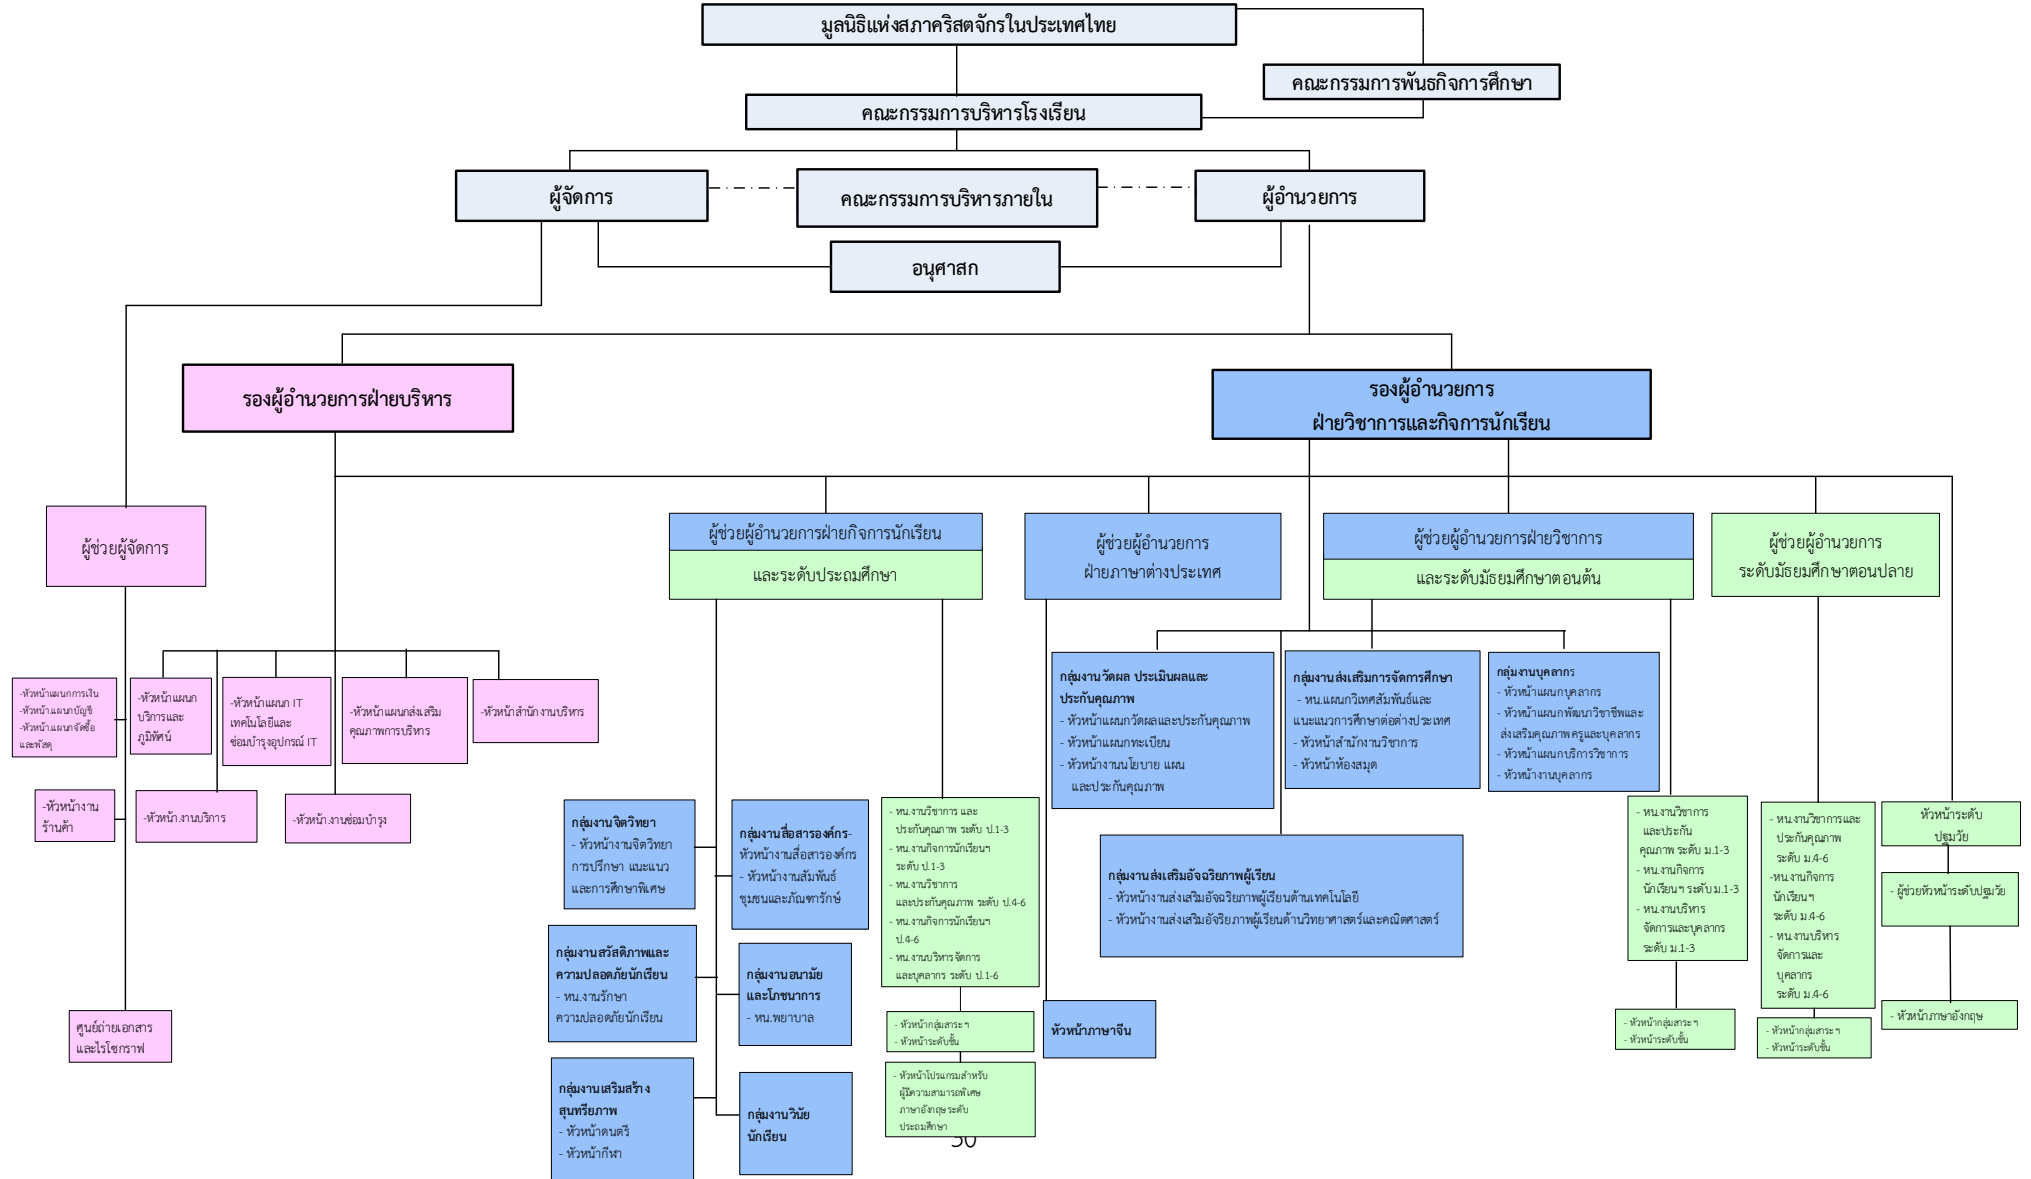 มูลนิธิแห่งสภาคริสตจักรในประเทศไทย
คณะกรรมการพันธกิจการศึกษา
คณะกรรมการบริหารโรงเรียน
ผู้จัดการ
คณะกรรมการบริหารภายใน
ผู้อำนวยการ
อนุศาสก
รองผู้อำนวยการฝ่ายบริหาร
รองผู้อำนวยการ
ฝ่ายวิชาการและกิจการนักเรียน
ผู้ช่วยผู้จัดการ
ผู้ช่วยผู้อำนวยการฝ่ายกิจการนักเรียน
และระดับประถมศึกษา
ผู้ช่วยผู้อำนวยการ
ฝ่ายภาษาต่างประเทศ
ผู้ช่วยผู้อำนวยการฝ่ายวิชาการ
และระดับมัธยมศึกษาตอนต้น
ผู้ช่วยผู้อำนวยการ
ระดับมัธยมศึกษาตอนปลาย
-หัวหน้าแผนกการเงิน
-หัวหน้าแผนกบัญชี
-หัวหน้าแผนกจัดซื้อ
และพัสดุ
-หัวหน้าแผนก
บริการและ
ภูมิทัศน์
-หัวหน้าแผนก IT
เทคโนโลยีและ
ซ่อมบำรุงอุปกรณ์ IT
-หัวหน้าแผนกส่งเสริม
คุณภาพการบริหาร
-หัวหน้าสำนักงานบริหาร
-หัวหน้างาน
ร้านค้า
-หัวหน้างานบริการ
-หัวหน้างานซ่อมบำรุง
ศูนย์ถ่ายเอกสาร
และไรโซกราฟ
กลุ่มงานจิตวิทยา
- หัวหน้างานจิตวิทยา
การปรึกษา แนะแนว
และการศึกษาพิเศษ
กลุ่มงานสื่อสารองค์กร-
หัวหน้างานสื่อสารองค์กร
- หัวหน้างานสัมพันธ์
ชุมชนและภัณฑารักษ์
กลุ่มงานสวัสดิภาพและ
ความปลอดภัยนักเรียน
- หน.งานรักษา
ความปลอดภัยนักเรียน
กลุ่มงานอนามัย
และโภชนาการ
- หน.พยาบาล
กลุ่มงานเสริมสร้าง
สุนทรียภาพ
- หัวหน้าดนตรี
- หัวหน้ากีฬา
กลุ่มงานวินัย
นักเรียน
- หน.งานวิชาการ และ
ประกันคุณภาพ ระดับ ป.1-3
- หน.งานกิจการนักเรียนฯ
ระดับ ป.1-3
- หน.งานวิชาการ
และประกันคุณภาพ ระดับ ป.4-6
- หน.งานกิจการนักเรียนฯ
ป.4-6
- หน.งานบริหารจัดการ
และบุคลากร ระดับ ป.1-6
- หัวหน้ากลุ่มสาระฯ
- หัวหน้าระดับชั้น
- หัวหน้าโปรแกรมสำหรับ
ผู้มีความสามารถพิเศษ
ภาษาอังกฤษระดับ
ประถมศึกษา
หัวหน้าภาษาจีน
กลุ่มงานวัดผล ประเมินผลและ
ประกันคุณภาพ
- หัวหน้าแผนกวัดผลและประกันคุณภาพ
- หัวหน้าแผนกทะเบียน
- หัวหน้างานนโยบาย แผน
และประกันคุณภาพ
กลุ่มงานส่งเสริมการจัดการศึกษา
- หน.แผนกวิเทศสัมพันธ์และ
แนะแนวการศึกษาต่อต่างประเทศ
- หัวหน้าสำนักงานวิชาการ
- หัวหน้าห้องสมุด
กลุ่มงานบุคลากร
- หัวหน้าแผนกบุคลากร
- หัวหน้าแผนกพัฒนาวิชาชีพและ
ส่งเสริมคุณภาพครูและบุคลากร
- หัวหน้าแผนกบริการวิชาการ
- หัวหน้างานบุคลากร
กลุ่มงานส่งเสริมอัจฉริยภาพผู้เรียน
- หัวหน้างานส่งเสริมอัจฉริยภาพผู้เรียนด้านเทคโนโลยี
- หัวหน้างานส่งเสริมอัจริยภาพผู้เรียนด้านวิทยาศาสตร์และคณิตศาสตร์
- หน.งานวิชาการ
และประกัน
คุณภาพ ระดับ ม.1-3
- หน.งานกิจการ
นักเรียนฯ ระดับ ม.1-3
- หน.งานบริหาร
จัดการและบุคลากร
ระดับ ม.1-3
- หัวหน้ากลุ่มสาระฯ
- หัวหน้าระดับชั้น
- หน.งานวิชาการและ
ประกันคุณภาพ
ระดับ ม.4-6
-หน.งานกิจการ
นักเรียนฯ
ระดับ ม.4-6
- หน.งานบริหาร
จัดการและ
บุคลากร
ระดับ ม.4-6
- หัวหน้ากลุ่มสาระฯ
- หัวหน้าระดับชั้น
หัวหน้าระดับ
ปฐมวัย
- ผู้ช่วยหัวหน้าระดับปฐมวัย
- หัวหน้าภาษาอังกฤษ
30